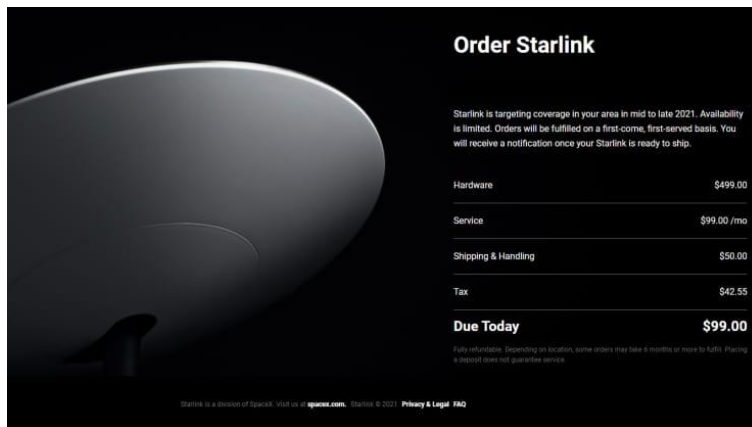 Order Starlink
Starlink is targeting coverage in your area in mid to late 2021. Availability
is limited. Orders will be fulfilled on a first-come, first-served basis. You
will receive a notification once your Starlink is ready to ship.
Hardware $499.00
Service $99.00 /mo
Shipping & Handling $50.00
Tax $42.55
Due Today $99.00
Fully refundable. Depending on location, some orders may take 6 months or more to fulfill. Placing
a deposit does not guarantee service.
Starlink is a division of SpaceX. Visit us at spacex.com. Starlink © 2021 Privacy & Legal FAQ